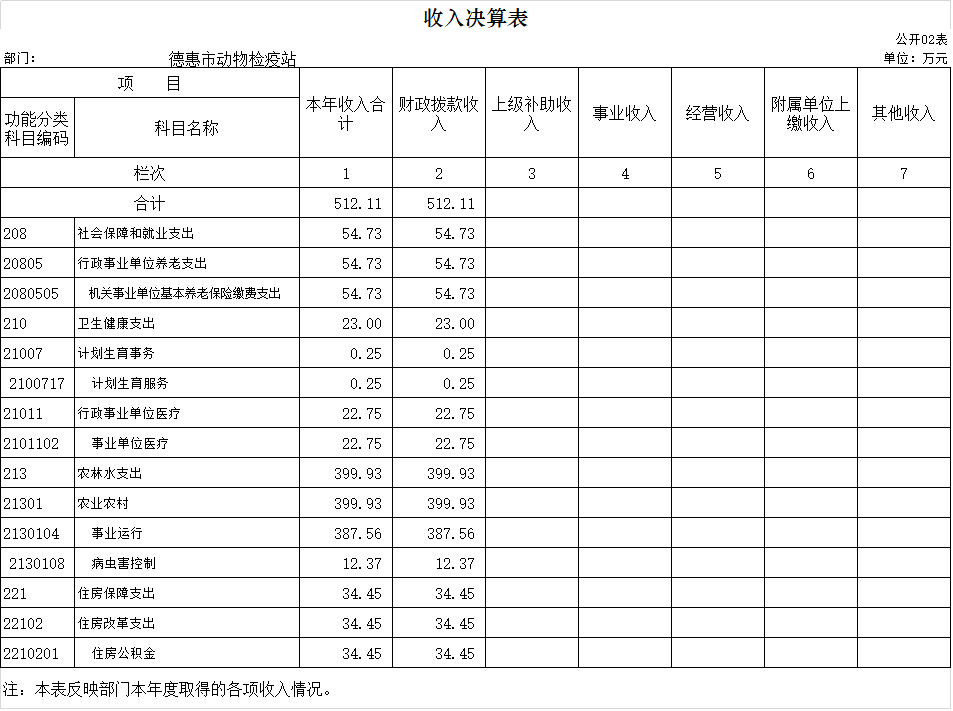 收入决算表
公开02表
部门： 德惠市动物检疫站 单位：万元
项 目 本年收入合计 财政拨款收入 上级补助收入 事业收入 经营收入 附属单位上缴收入 其他收入
功能分类科目编码 科目名称
栏次 1 2 3 4 5 6 7
合计 512.11 512.11
208 社会保障和就业支出 54.73 54.73
20805 行政事业单位养老支出 54.73 54.73
2080505 机关事业单位基本养老保险缴费支出 54.73 54.73
210 卫生健康支出 23.00 23.00
21007 计划生育事务 0.25 0.25
2100717 计划生育服务 0.25 0.25
21011 行政事业单位医疗 22.75 22.75
2101102 事业单位医疗 22.75 22.75
213 农林水支出 399.93 399.93
21301 农业农村 399.93 399.93
2130104 事业运行 387.56 387.56
2130108 病虫害控制 12.37 12.37
221 住房保障支出 34.45 34.45
22102 住房改革支出 34.45 34.45
2210201 住房公积金 34.45 34.45
注：本表反映部门本年度取得的各项收入情况。